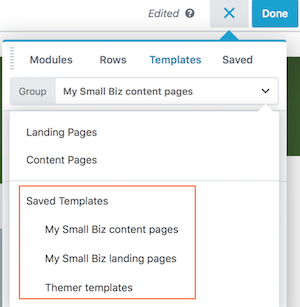 Edited ?
Done
Modules Rows Templates Saved
Group My Small Biz content pages
Landing Pages
Content Pages
Saved Templates
My Small Biz content pages
My Small Biz landing pages
Themer templates